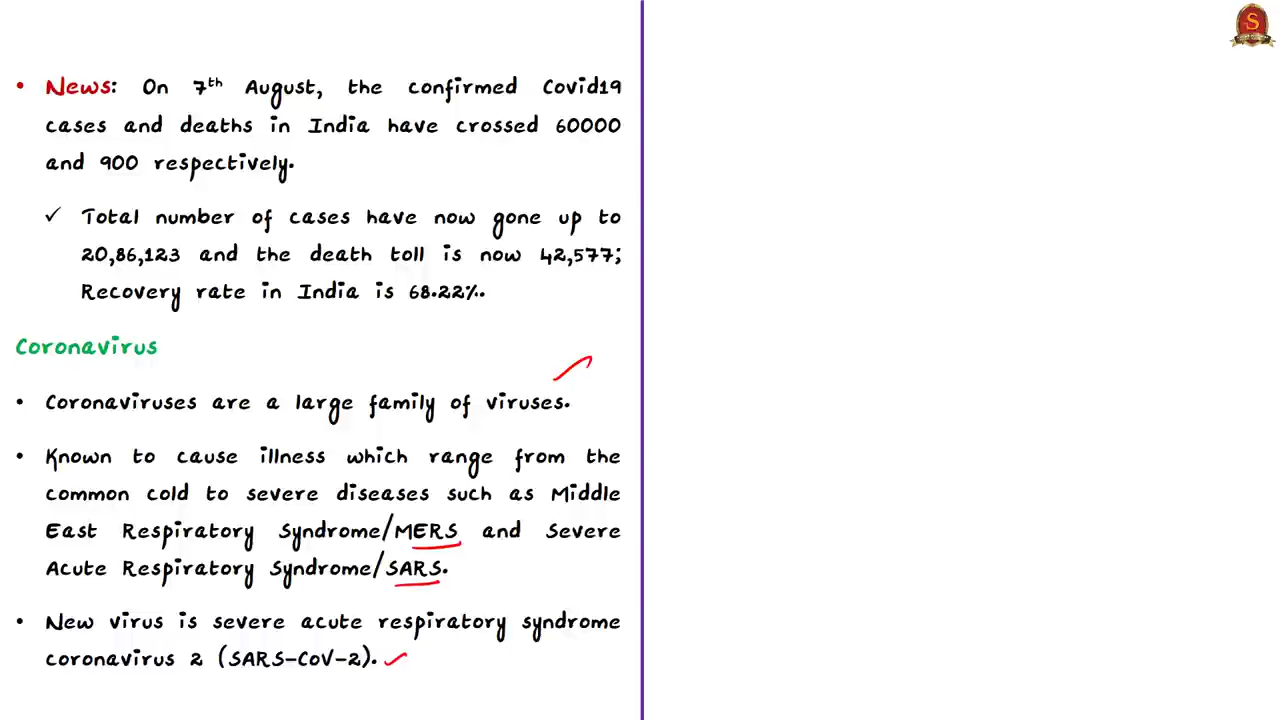 • News: On 7th August, the confirmed Covid19
cases and deaths in India have crossed 60000
and 900 respectively.
✓ Total number of cases have now gone up to
20,86,123 and the death toll is now 42,577;
Recovery rate in India is 68.22%.
Coronavirus
• Coronaviruses are a large family of viruses.
• Known to cause illness which range from the
common cold to severe diseases such as Middle
East Respiratory Syndrome/MERS and Severe
Acute Respiratory Syndrome/SARS.
• New virus is severe acute respiratory syndrome
coronavirus 2 (SARS-CoV-2).
S